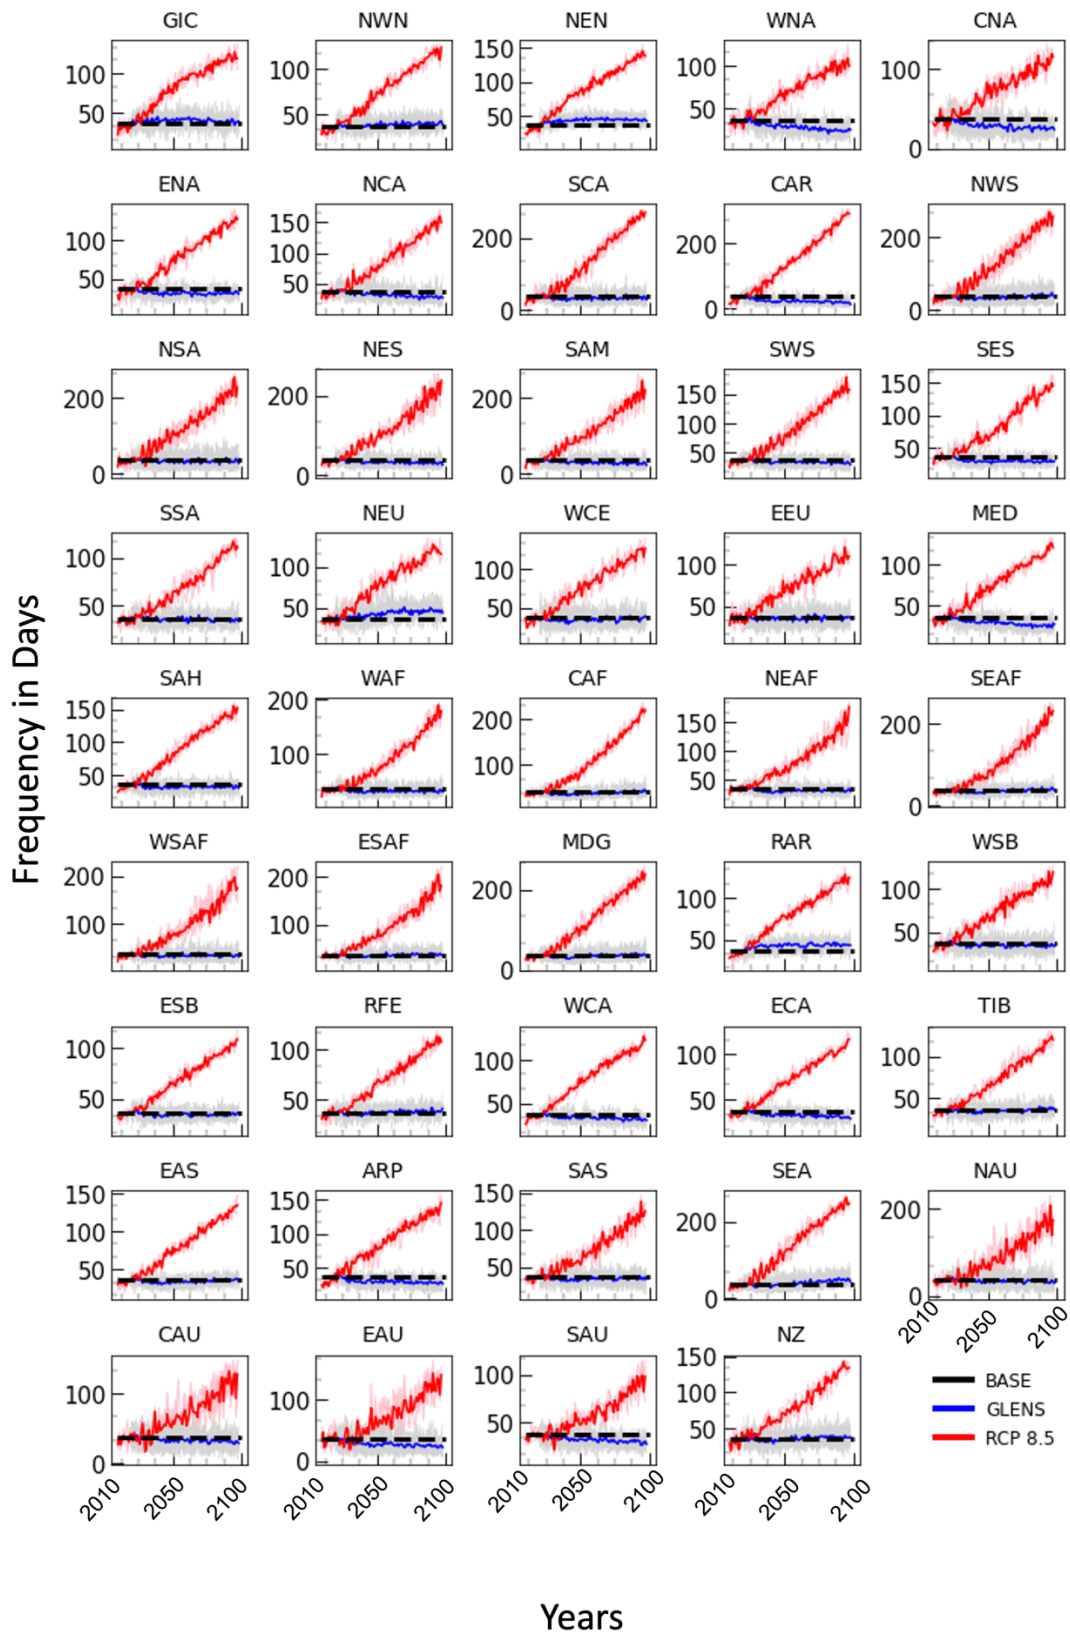 GIC NWN NEN WNA CNA
100 50
100 50
150 100 50
100 50
100 0
ENA NCA SCA CAR NWS
100 50
150 100 50
200 0
200 0
200 0
NSA NES SAM SWS SES
200 0
200 0
200 0
150 100 50
150 100 50
SSA NEU WCE EEU MED
100 50
100 50
100 50
100 50
100 50
Frequency in Days
SAH WAF CAF NEAF SEAF
150 100 50
200 100
200 100
150 100 50
200 0
WSAF ESAF MDG RAR WSB
200 100
200 100
200 0
100 50
100 50
ESB RFE WCA ECA TIB
100 50
100 50
100 50
100 50
100 50
EAS ARP SAS SEA NAU
150 100 50
150 100 50
150 100 50
200 0
200 0
2010 2050 2100
CAU EAU SAU NZ
100 0
100 0
100 50
150 100 50
BASE
GLENS
RCP 8.5
2010 2050 2100 2010 2050 2100 2010 2050 2100 2010 2050 2100
Years